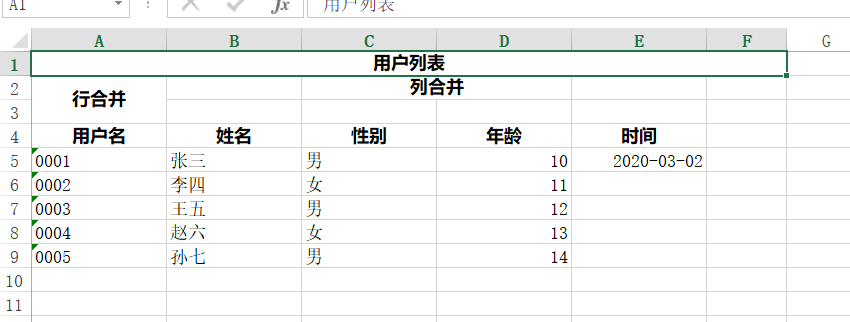 A1 fx 用户列表
A B C D E F G
1 用户列表
2 行合并 列合并
3
4 用户名 姓名 性别 年龄 时间
5 0001 张三 男 10 2020-03-02
6 0002 李四 女 11
7 0003 王五 男 12
8 0004 赵六 女 13
9 0005 孙七 男 14
10
11